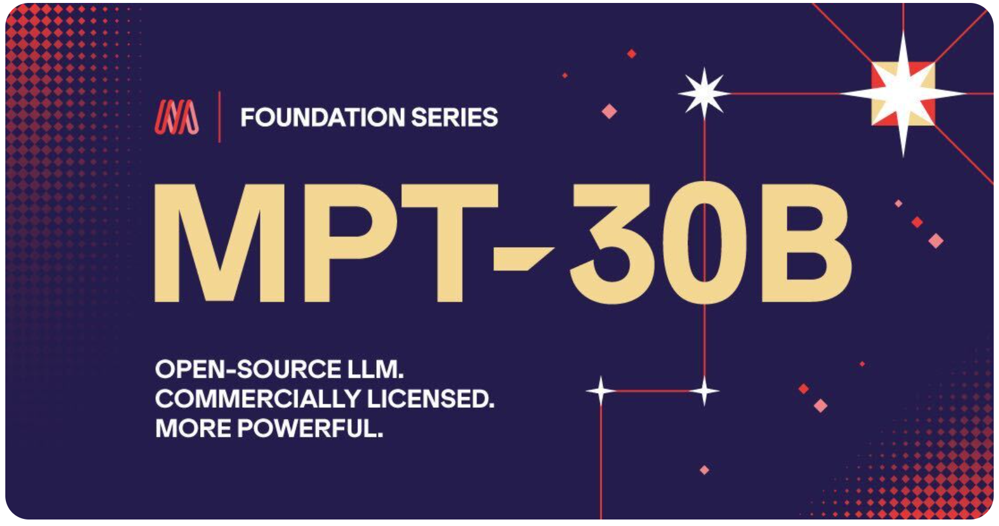 FOUNDATION SERIES
MPT-30B
OPEN-SOURCE LLM.
COMMERCIALLY LICENSED.
MORE POWERFUL.